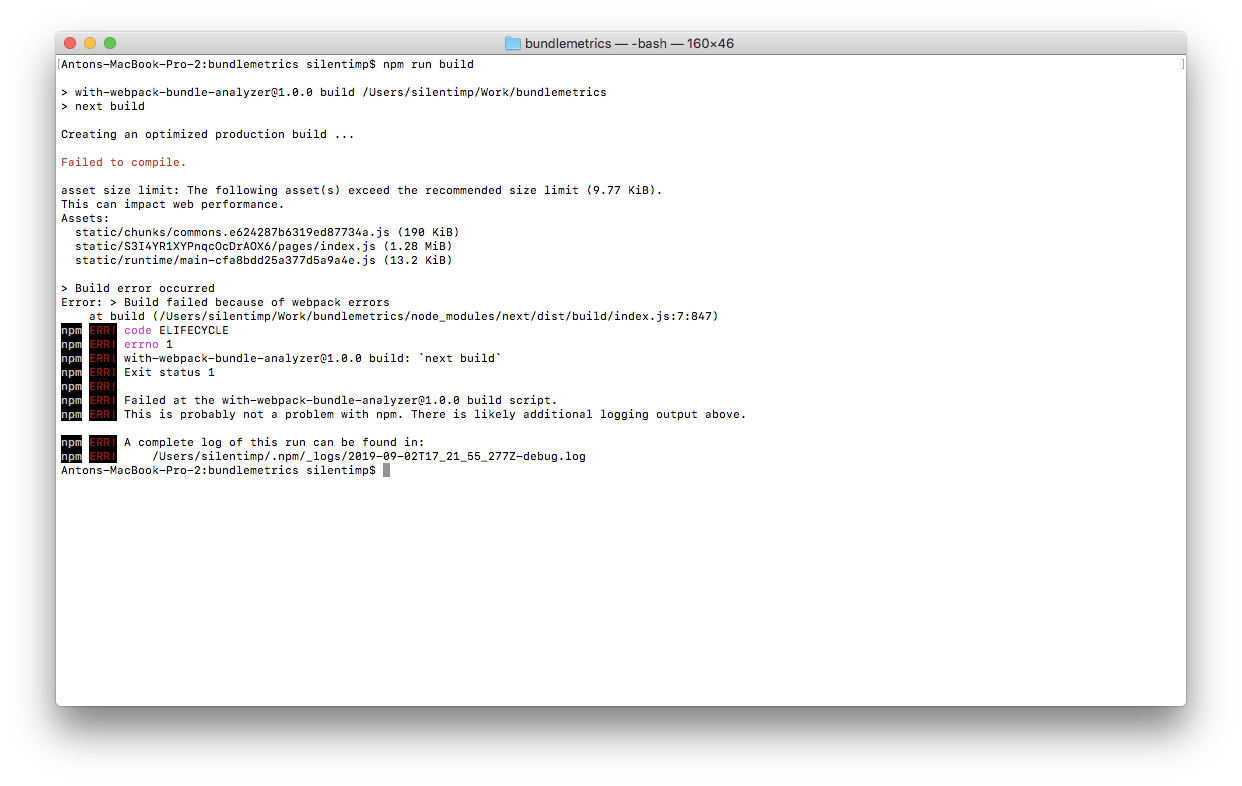 bundlemetrics — -bash — 160×46
[Antons-MacBook-Pro-2:bundlemetrics silentimp$ npm run build ]
> with-webpack-bundle-analyzer@1.0.0 build /Users/silentimp/Work/bundlemetrics
> next build
Creating an optimized production build ...
Failed to compile.
asset size limit: The following asset(s) exceed the recommended size limit (9.77 KiB).
This can impact web performance.
Assets:
  static/chunks/commons.e624287b6319ed87734a.js (190 KiB)
  static/S3I4YR1XYPnqcOcDrAOX6/pages/index.js (1.28 MiB)
  static/runtime/main-cfa8bdd25a377d5a9a4e.js (13.2 KiB)
> Build error occurred
Error: > Build failed because of webpack errors
    at build (/Users/silentimp/Work/bundlemetrics/node_modules/next/dist/build/index.js:7:847)
npm ERR! code ELIFECYCLE
npm ERR! errno 1
npm ERR! with-webpack-bundle-analyzer@1.0.0 build: `next build`
npm ERR! Exit status 1
npm ERR!
npm ERR! Failed at the with-webpack-bundle-analyzer@1.0.0 build script.
npm ERR! This is probably not a problem with npm. There is likely additional logging output above.
npm ERR! A complete log of this run can be found in:
npm ERR!     /Users/silentimp/.npm/_logs/2019-09-02T17_21_55_277Z-debug.log
Antons-MacBook-Pro-2:bundlemetrics silentimp$